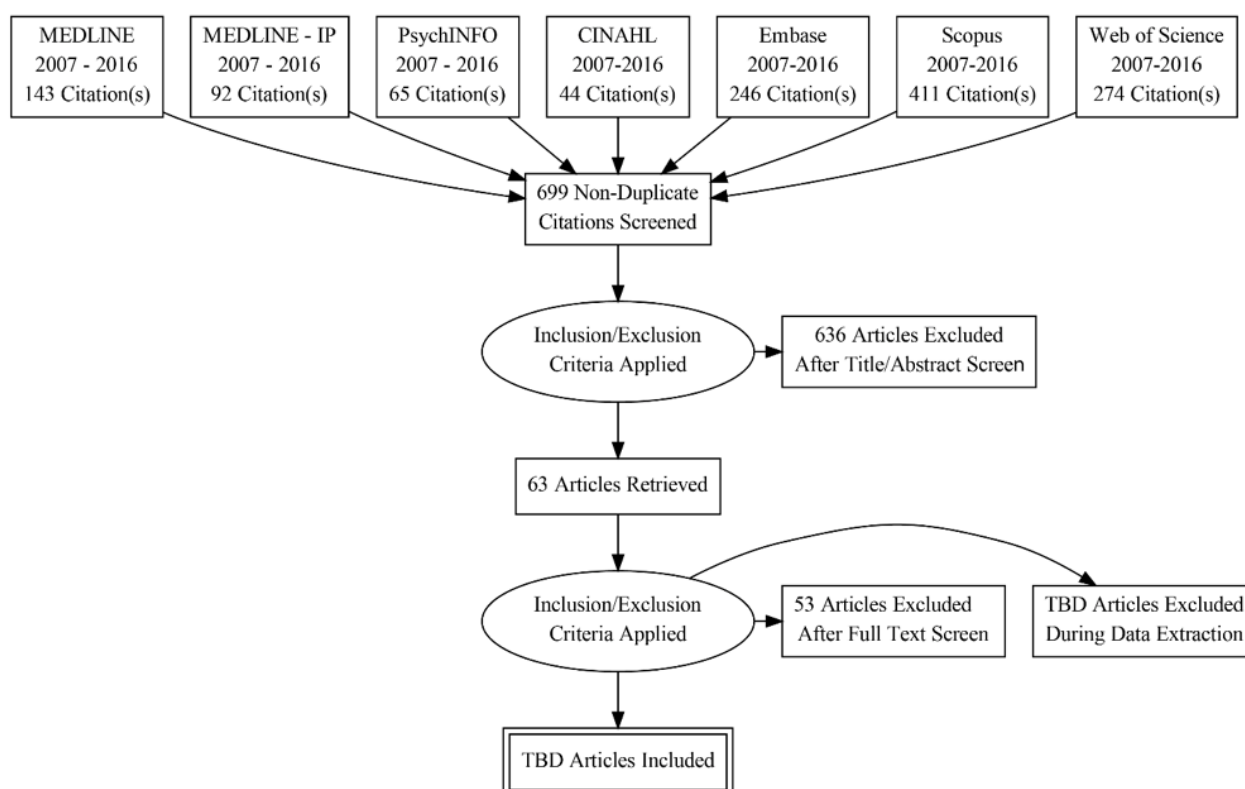 MEDLINE
2007 - 2016
143 Citation(s)
MEDLINE - IP
2007 - 2016
92 Citation(s)
PsychINFO
2007 - 2016
65 Citation(s)
CINAHL
2007-2016
44 Citation(s)
Embase
2007-2016
246 Citation(s)
Scopus
2007-2016
411 Citation(s)
Web of Science
2007-2016
274 Citation(s)
699 Non-Duplicate
Citations Screened
Inclusion/Exclusion
Criteria Applied
636 Articles Excluded
After Title/Abstract Screen
63 Articles Retrieved
Inclusion/Exclusion
Criteria Applied
53 Articles Excluded
After Full Text Screen
TBD Articles Excluded
During Data Extraction
TBD Articles Included